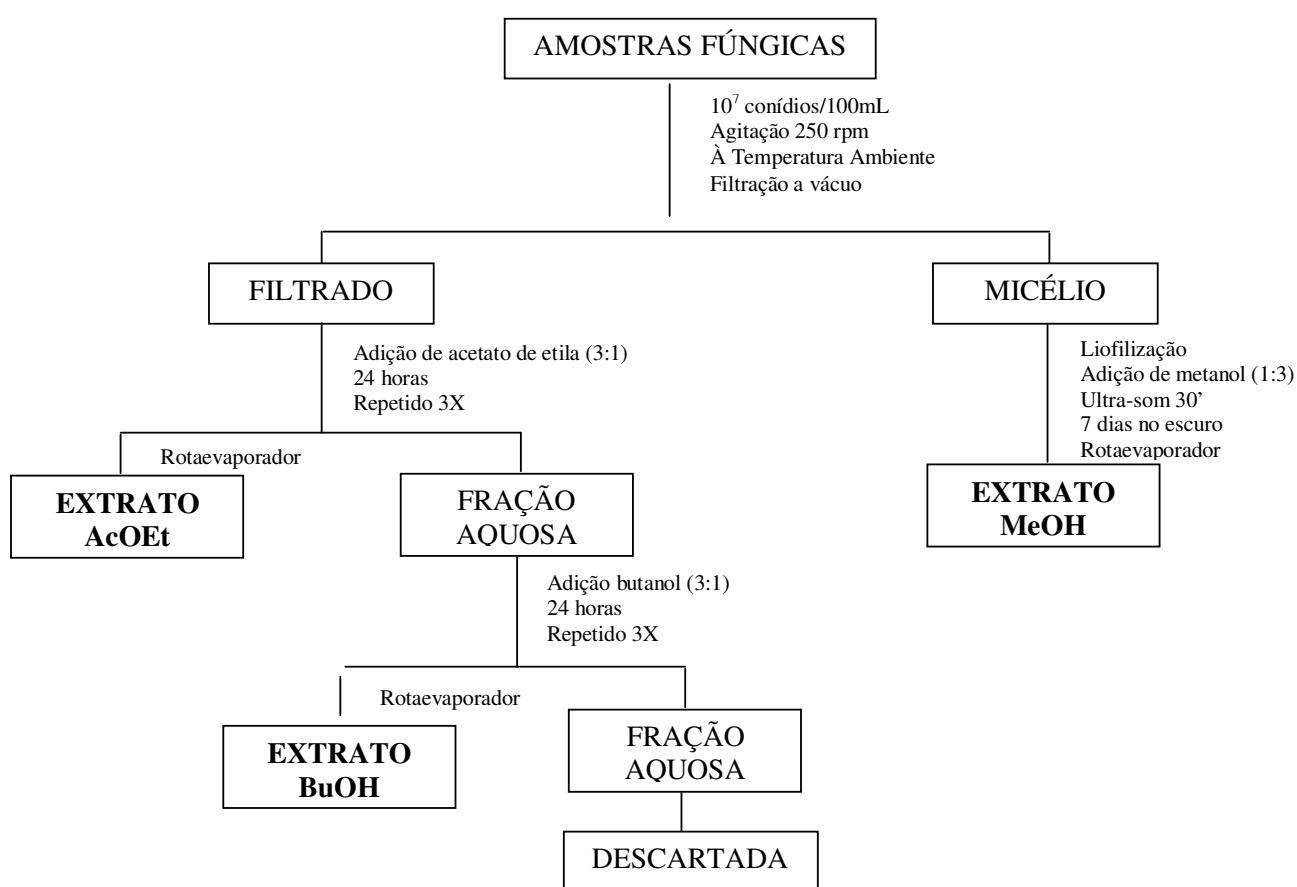 AMOSTRAS FÚNGICAS
10⁷ conídios/100mL
Agitação 250 rpm
À Temperatura Ambiente
Filtração a vácuo
FILTRADO
MICÉLIO
Adição de acetato de etila (3:1)
24 horas
Repetido 3X
Liofilização
Adição de metanol (1:3)
Ultra-som 30’
7 dias no escuro
Rotaevaporador
Rotaevaporador
EXTRATO
AcOEt
FRAÇÃO
AQUOSA
EXTRATO
MeOH
Adição butanol (3:1)
24 horas
Repetido 3X
Rotaevaporador
EXTRATO
BuOH
FRAÇÃO
AQUOSA
DESCARTADA